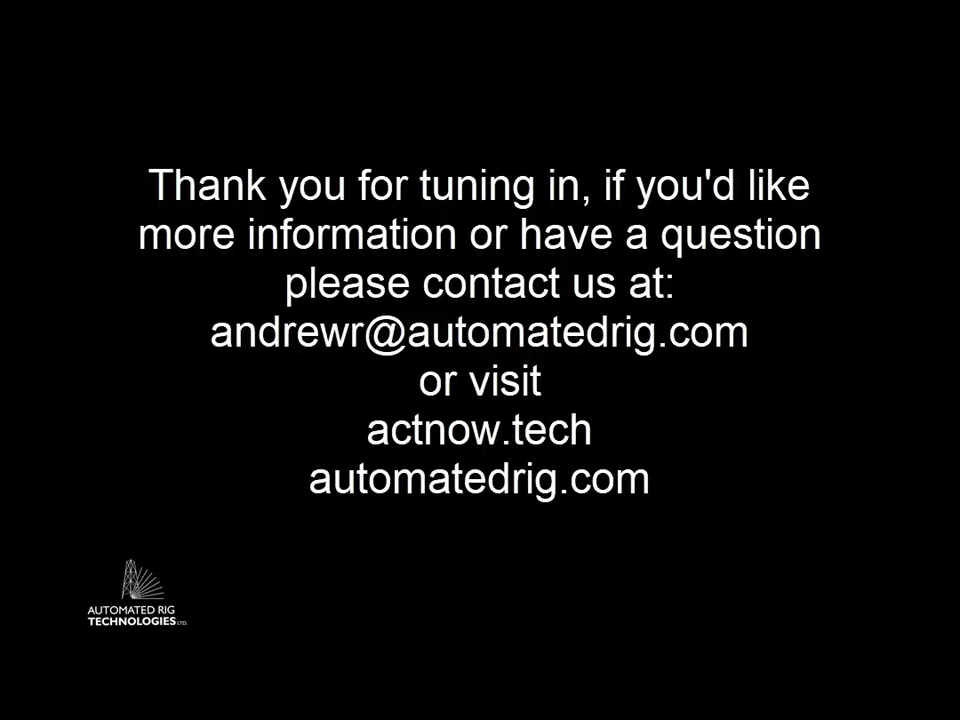 Thank you for tuning in, if you'd like
more information or have a question
please contact us at:
andrewr@automatedrig.com
or visit
actnow.tech
automatedrig.com
AUTOMATED RIG
TECHNOLOGIES LTD.